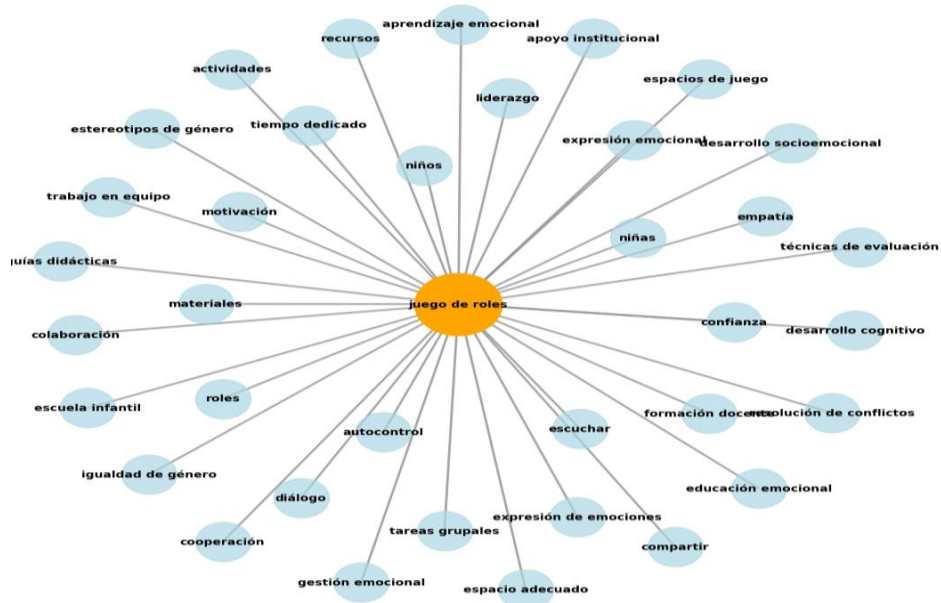 aprendizaje emocional
recursos
apoyo institucional
actividades
espacios de juego
liderazgo
tiempo dedicado
estereotipos de género
expresión emocional
desarrollo socioemocional
niños
trabajo en equipo
motivación
empatía
niñas
técnicas de evaluación
guías didácticas
materiales
juego de roles
confianza
desarrollo cognitivo
colaboración
roles
escuela infantil
formación docente
resolución de conflictos
autocontrol
escuchar
igualdad de género
educación emocional
diálogo
expresión de emociones
tareas grupales
cooperación
compartir
gestión emocional
espacio adecuado